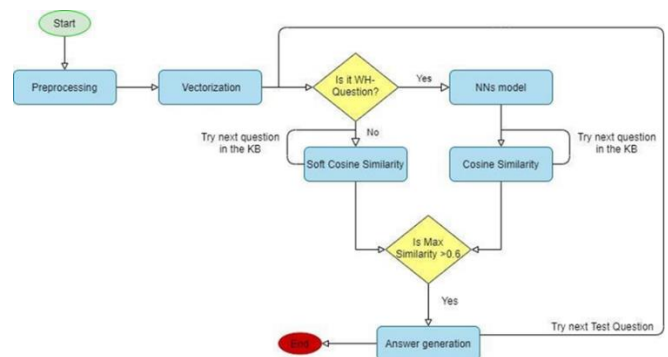 Start
Preprocessing
Vectorization
Is it WH-
Question?
Yes
NNs model
No
Try next question
in the KB
Soft Cosine Similarity
Try next question
in the KB
Cosine Similarity
Is Max
Similarity >0.6
Yes
Try next Test Question
End
Answer generation